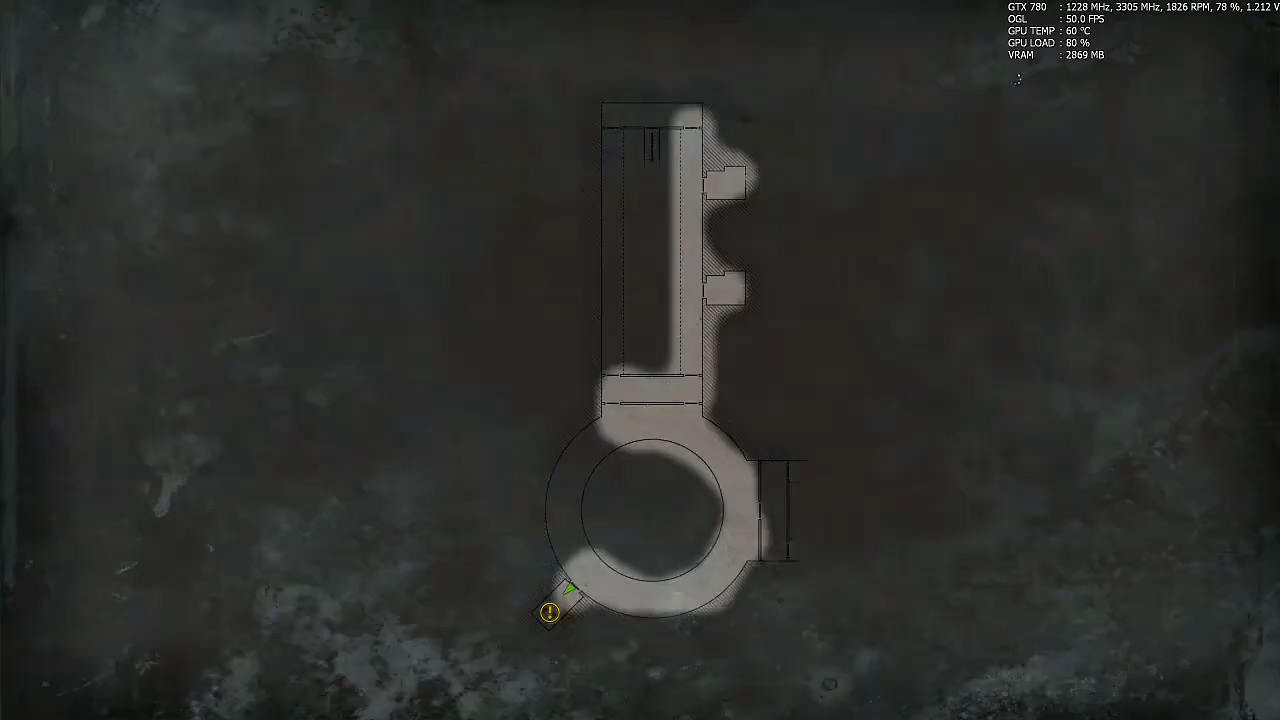 GTX 780 : 1228 MHz, 3305 MHz, 1826 RPM, 78 %, 1.212 V
OGL : 50.0 FPS
GPU TEMP : 60 °C
GPU LOAD : 80 %
VRAM : 2869 MB
!